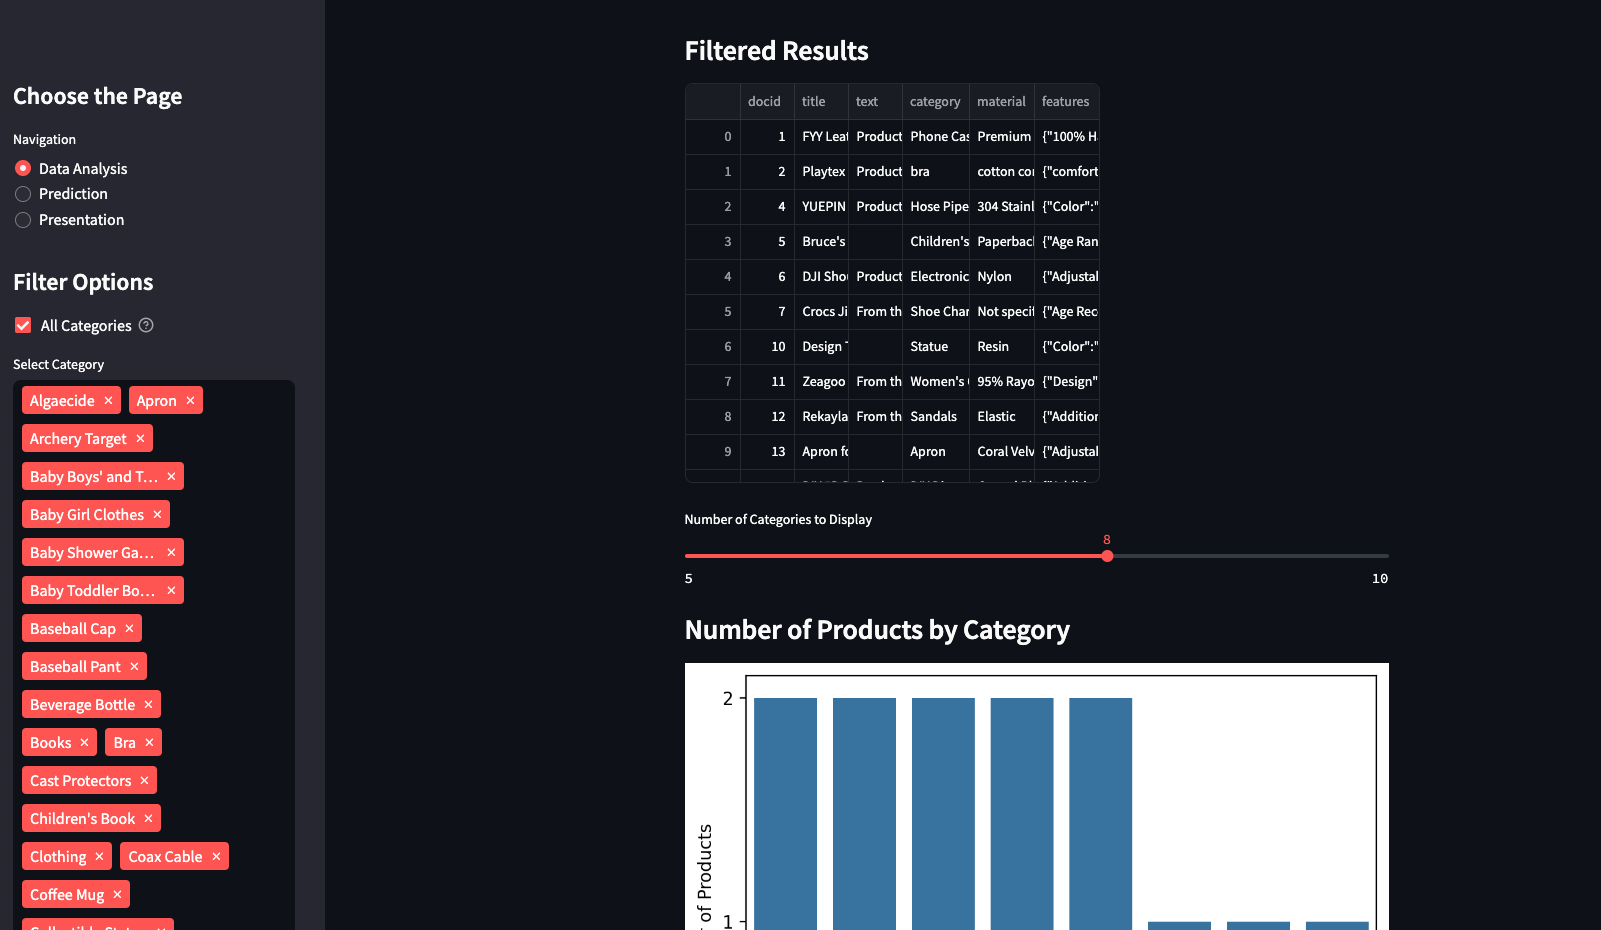 Choose the Page
Navigation
Data Analysis
Prediction
Presentation
Filter Options
All Categories ?
Select Category
Algaecide × Apron ×
Archery Target ×
Baby Boys' and T... ×
Baby Girl Clothes ×
Baby Shower Ga... ×
Baby Toddler Bo... ×
Baseball Cap ×
Baseball Pant ×
Beverage Bottle ×
Books × Bra ×
Cast Protectors ×
Children's Book ×
Clothing × Coax Cable ×
Coffee Mug ×
Filtered Results
docid title text category material features
0 1 FYY Leat Product Phone Cas Premium {"100% H
1 2 Playtex Product bra cotton co {"comfort
2 4 YUEPIN Product Hose Pipe 304 Stainl {"Color":"
3 5 Bruce's Children's Paperbac {"Age Ran
4 6 DJI Sho Product Electronic Nylon {"Adjustal
5 7 Crocs Ji From th Shoe Char Not specif {"Age Rec
6 10 Design Statue Resin {"Color":"
7 11 Zeagoo From th Women's 95% Rayo {"Design"
8 12 Rekayla From th Sandals Elastic {"Addition
9 13 Apron fo Apron Coral Velv {"Adjustal
Number of Categories to Display
8
5 10
Number of Products by Category
2
of Products
1